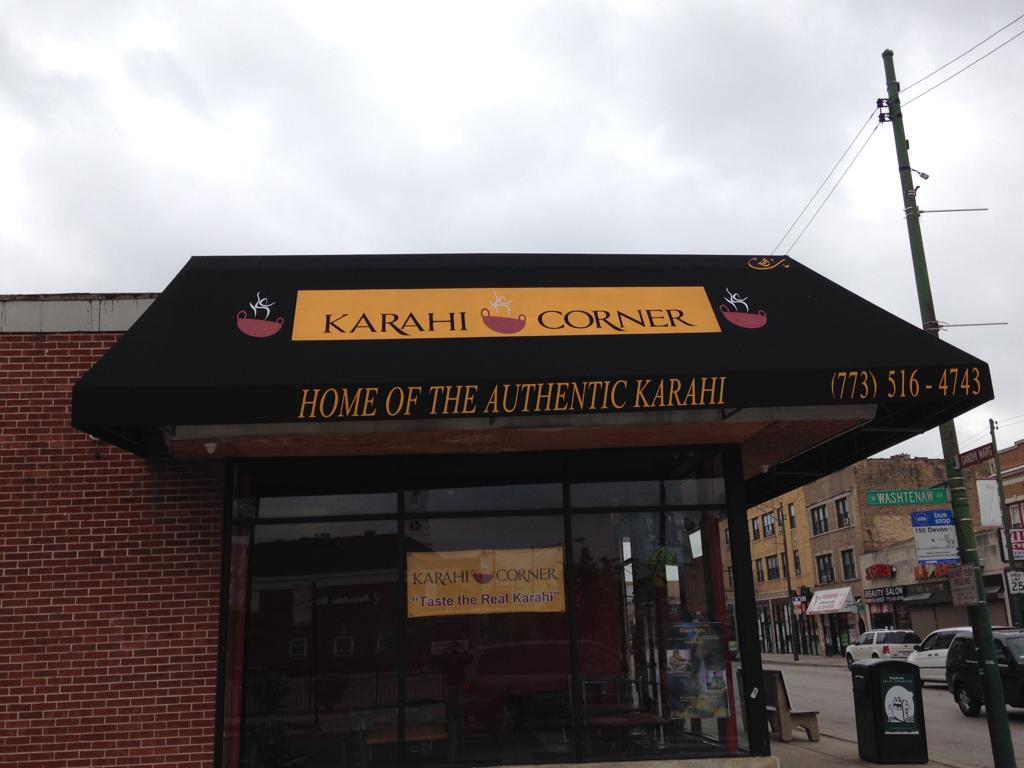 KARAHI CORNER
HOME OF THE AUTHENTIC KARAHI
(773) 516 - 4743
KARAHI CORNER
"Taste the Real Karahi"
N WASHTENAW
bus stop
155 Devon
BEAUTY SALON
25